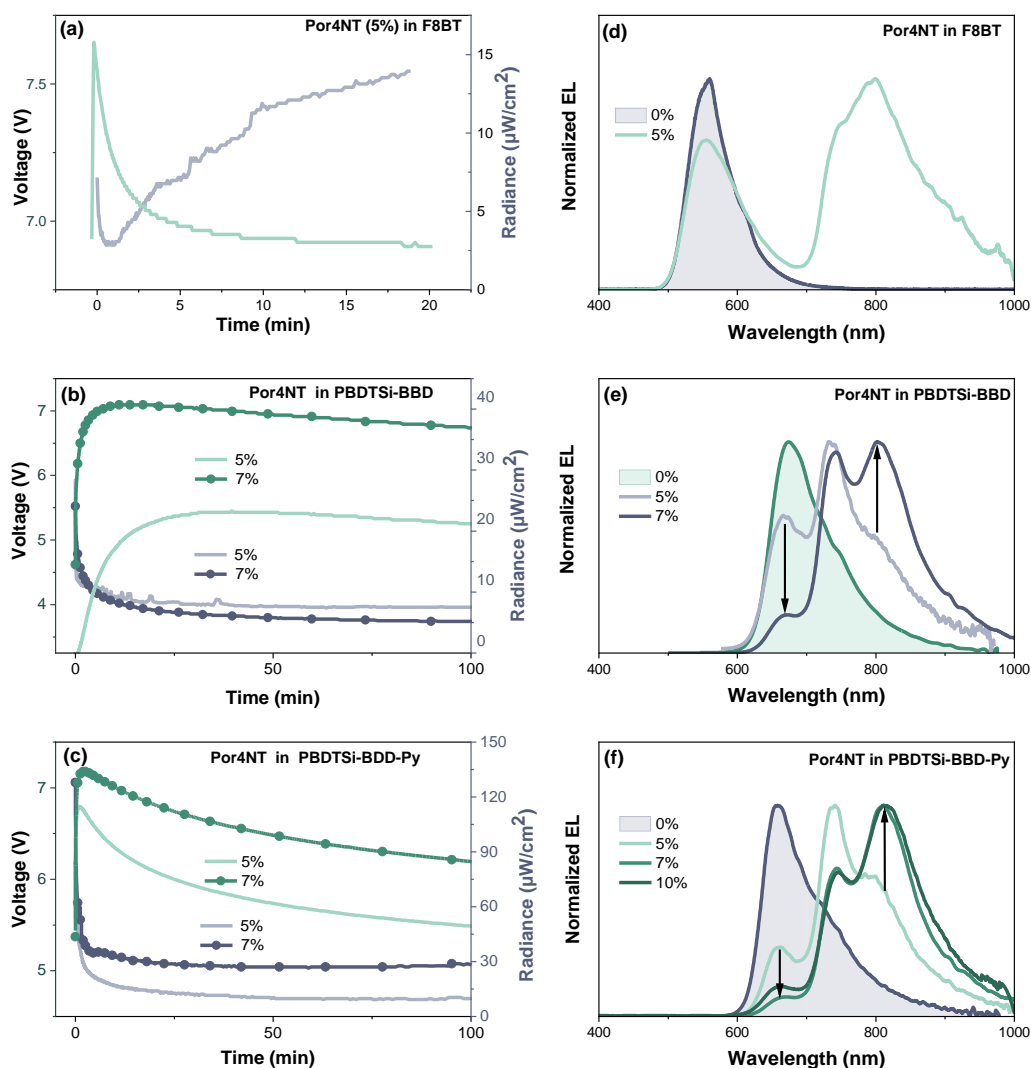 (a)
Por4NT (5%) in F8BT
7.5
7.0
Voltage (V)
15
10
5
0
Radiance (µW/cm²)
0
5
10
15
20
Time (min)
(d)
Por4NT in F8BT
0%
5%
Normalized EL
400
600
800
1000
Wavelength (nm)
(b)
Por4NT in PBDTSi-BBD
7
6
5
4
Voltage (V)
5%
7%
5%
7%
40
30
20
10
0
Radiance (µW/cm²)
0
50
100
Time (min)
(e)
Por4NT in PBDTSi-BBD
0%
5%
7%
Normalized EL
400
600
800
1000
Wavelength (nm)
(c)
Por4NT in PBDTSi-BDD-Py
7
6
5
Voltage (V)
5%
7%
5%
7%
150
120
90
60
30
0
Radiance (µW/cm²)
0
50
100
Time (min)
(f)
Por4NT in PBDTSi-BBD-Py
0%
5%
7%
10%
Normalized EL
400
600
800
1000
Wavelength (nm)